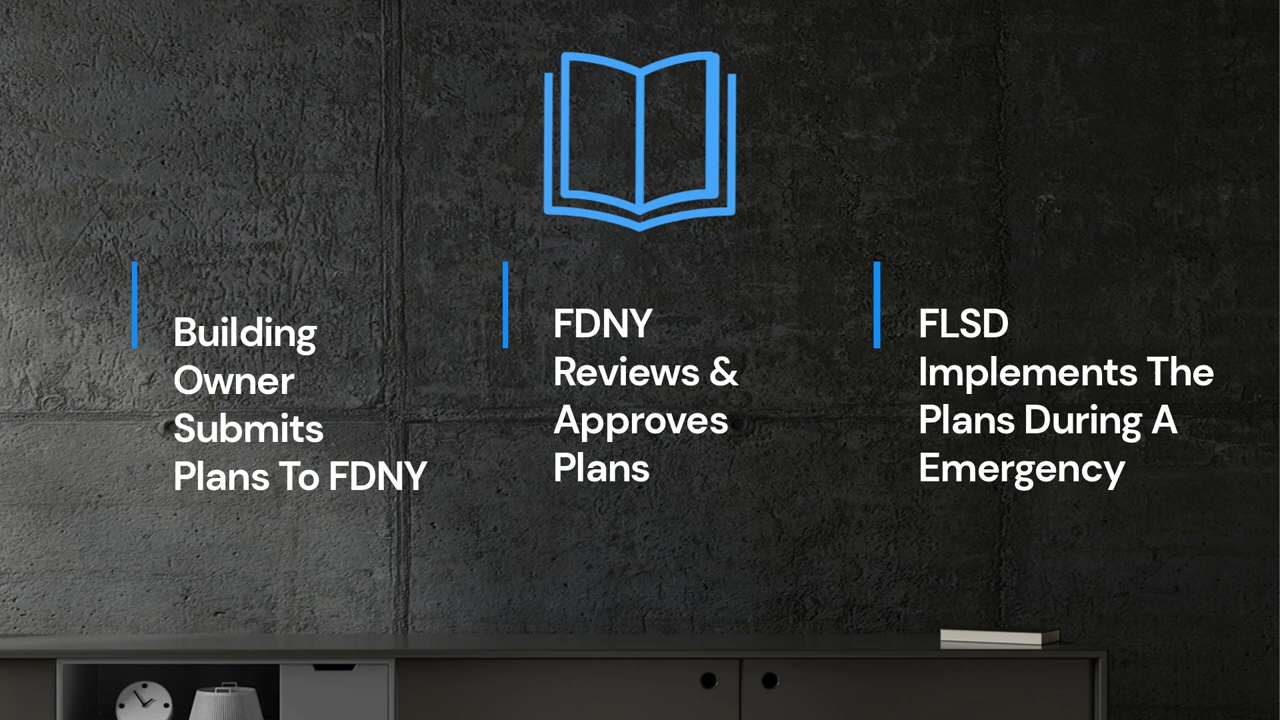 Building
Owner
Submits
Plans To FDNY
FDNY
Reviews &
Approves
Plans
FLSD
Implements The
Plans During A
Emergency